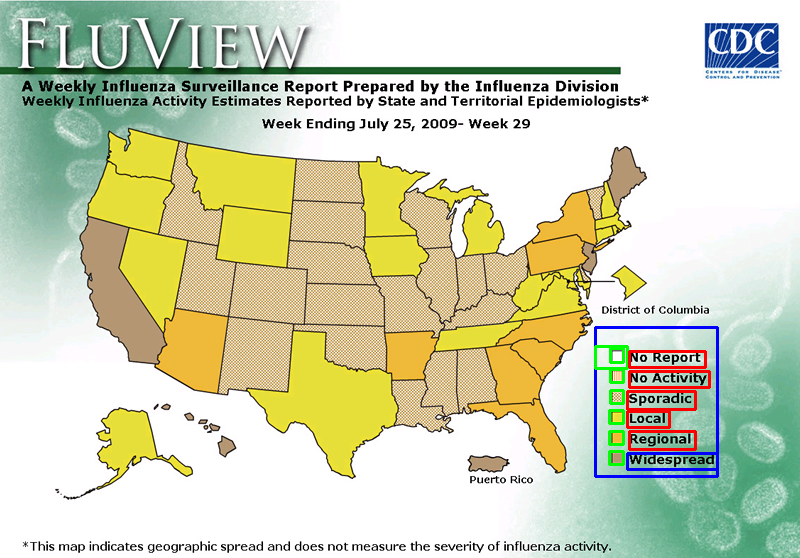 FLUVIEW
CDC
CENTERS FOR DISEASE
CONTROL AND PREVENTION
A Weekly Influenza Surveillance Report Prepared by the Influenza Division
Weekly Influenza Activity Estimates Reported by State and Territorial Epidemiologists*
Week Ending July 25, 2009- Week 29
District of Columbia
No Report
No Activity
Sporadic
Local
Regional
Widespread
Puerto Rico
*This map indicates geographic spread and does not measure the severity of influenza activity.